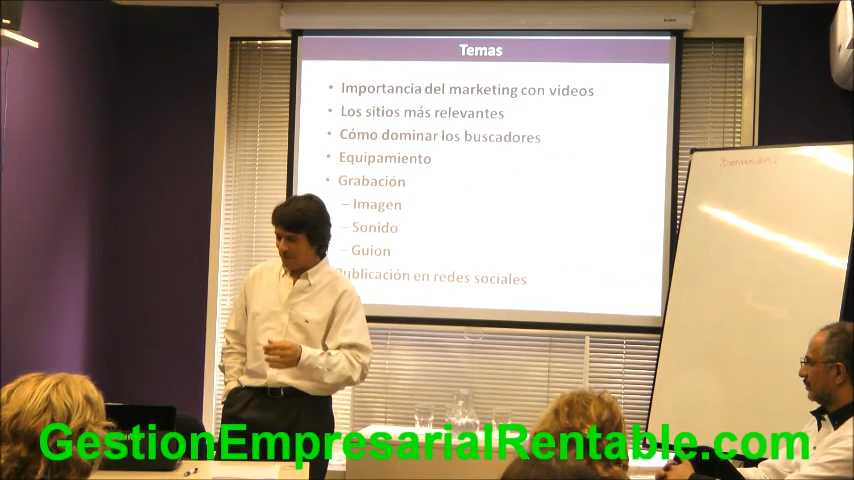 Temas
• Importancia del marketing con videos
• Los sitios más relevantes
• Cómo dominar los buscadores
• Equipamiento
• Grabación
– Imagen
– Sonido
– Guion
Publicación en redes sociales
Bienvenidos.
GestionEmpresarialRentable.com